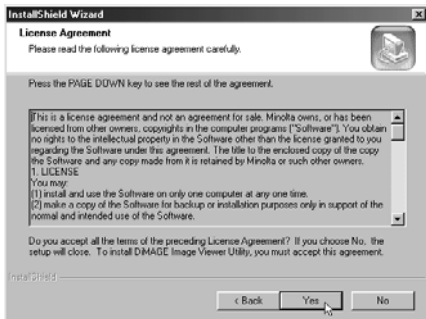 InstallShield Wizard
License Agreement
Please read the following license agreement carefully.
Press the PAGE DOWN key to see the rest of the agreement.
This is a license agreement and not an agreement for sale. Minolta owns, or has been
licensed from other owners, copyrights in the computer programs ("Software"). You obtain
no rights to the intellectual property in the Software other than the license granted to you
regarding the Software under this agreement. The title to the enclosed copy of the copy
the Software and any copy made from it is retained by Minolta or such other owners.
1. LICENSE
You may:
(1) install and use the Software on only one computer at any one time.
(2) make a copy of the Software for backup or installation purposes only in support of the
normal and intended use of the Software.
Do you accept all the terms of the preceding License Agreement? If you choose No, the
setup will close. To install DiMAGE Image Viewer Utility, you must accept this agreement.
InstallShield
< Back
Yes
No